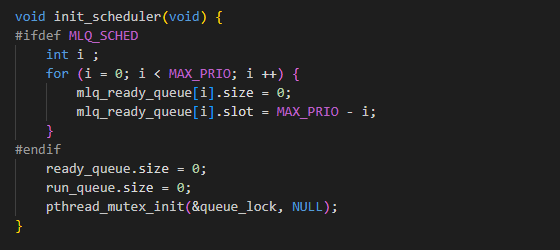 void init_scheduler(void) {
#ifdef MLQ_SCHED
    int i ;
    for (i = 0; i < MAX_PRIO; i ++) {
        mlq_ready_queue[i].size = 0;
        mlq_ready_queue[i].slot = MAX_PRIO - i;
    }
#endif
    ready_queue.size = 0;
    run_queue.size = 0;
    pthread_mutex_init(&queue_lock, NULL);
}